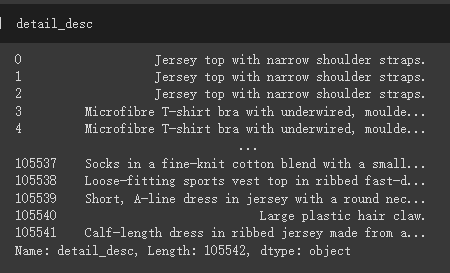 detail_desc
0 Jersey top with narrow shoulder straps.
1 Jersey top with narrow shoulder straps.
2 Jersey top with narrow shoulder straps.
3 Microfibre T-shirt bra with underwired, moulde...
4 Microfibre T-shirt bra with underwired, moulde...
...
105537 Socks in a fine-knit cotton blend with a small...
105538 Loose-fitting sports vest top in ribbed fast-d...
105539 Short, A-line dress in jersey with a round nec...
105540 Large plastic hair claw.
105541 Calf-length dress in ribbed jersey made from a...
Name: detail_desc, Length: 105542, dtype: object